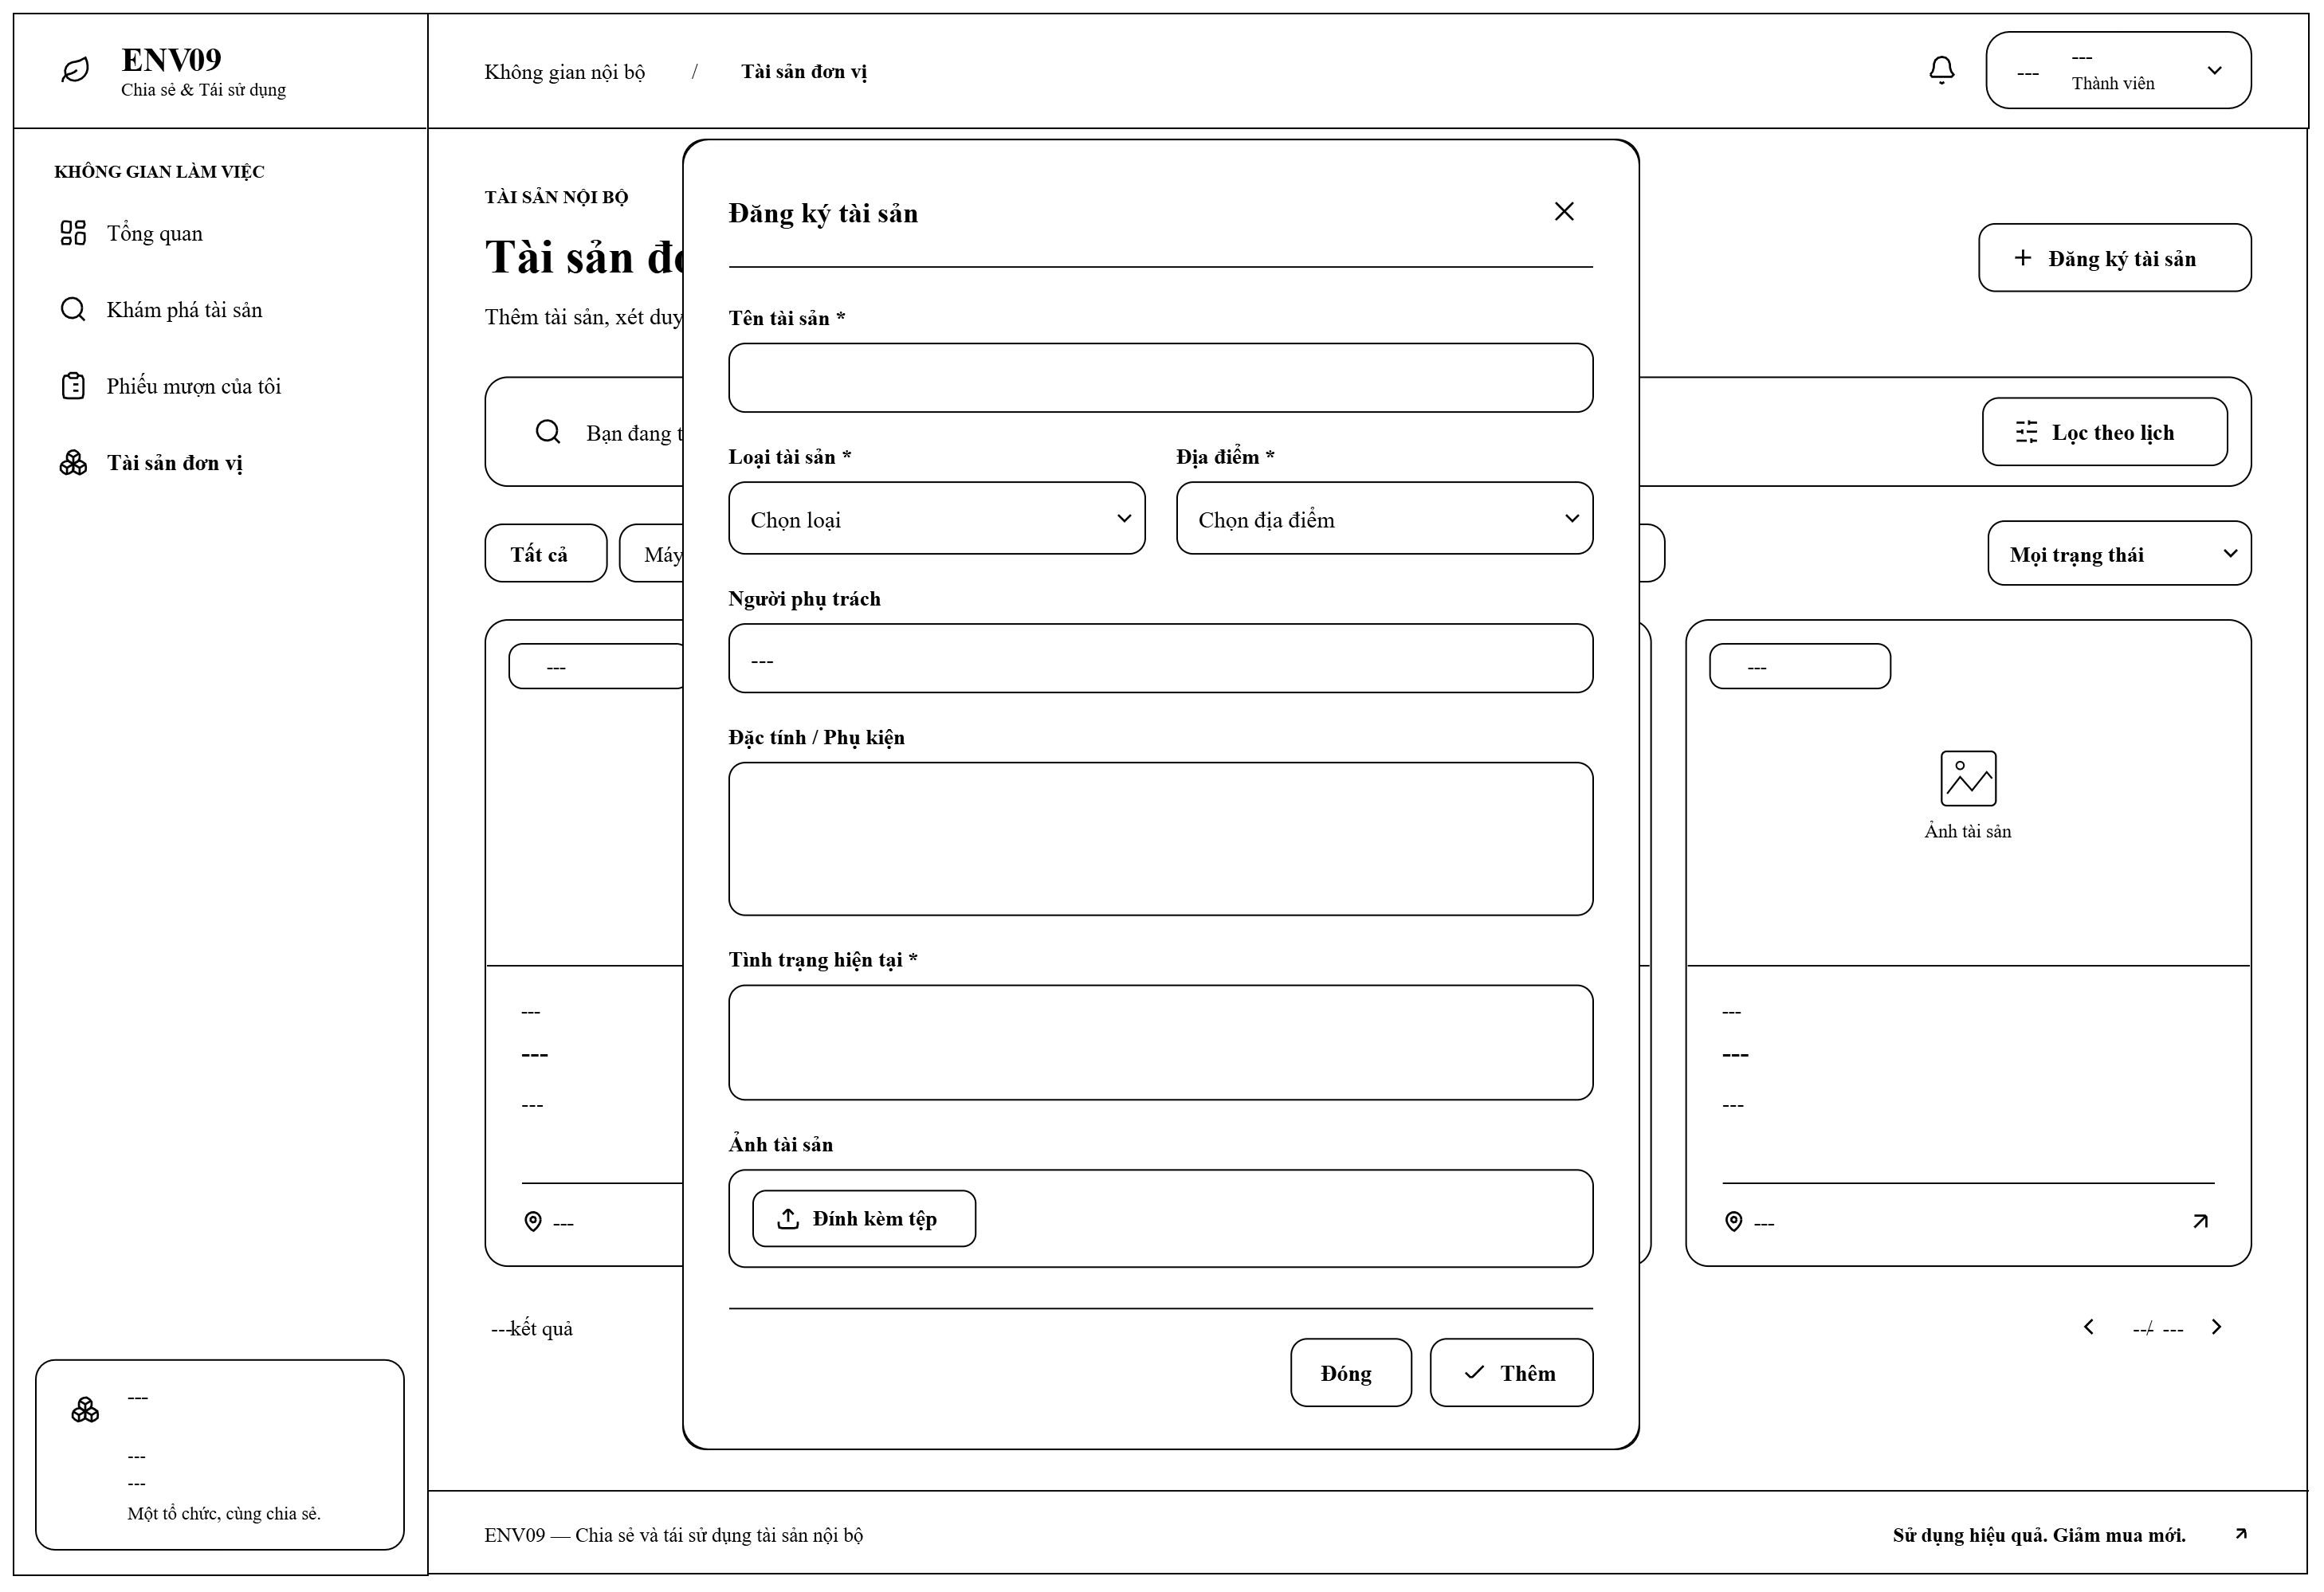 ENV09
Chia sẻ & Tái sử dụng
Không gian nội bộ / Tài sản đơn vị
---
---
Thành viên
KHÔNG GIAN LÀM VIỆC
Tổng quan
Khám phá tài sản
Phiếu mượn của tôi
Tài sản đơn vị
---
---
---
Một tổ chức, cùng chia sẻ.
TÀI SẢN NỘI BỘ
Tài sản đơ
Thêm tài sản, xét duy
Đăng ký tài sản
Bạn đang t
Lọc theo lịch
Tất cả
Máy
Mọi trạng thái
---
---
---
---
---
---kết quả
Đăng ký tài sản
Tên tài sản *
Loại tài sản *
Địa điểm *
Chọn loại
Chọn địa điểm
Người phụ trách
---
Đặc tính / Phụ kiện
Tình trạng hiện tại *
Ảnh tài sản
Đính kèm tệp
Đóng
Thêm
---
Ảnh tài sản
---
---
---
---
--/ ---
ENV09 — Chia sẻ và tái sử dụng tài sản nội bộ
Sử dụng hiệu quả. Giảm mua mới.